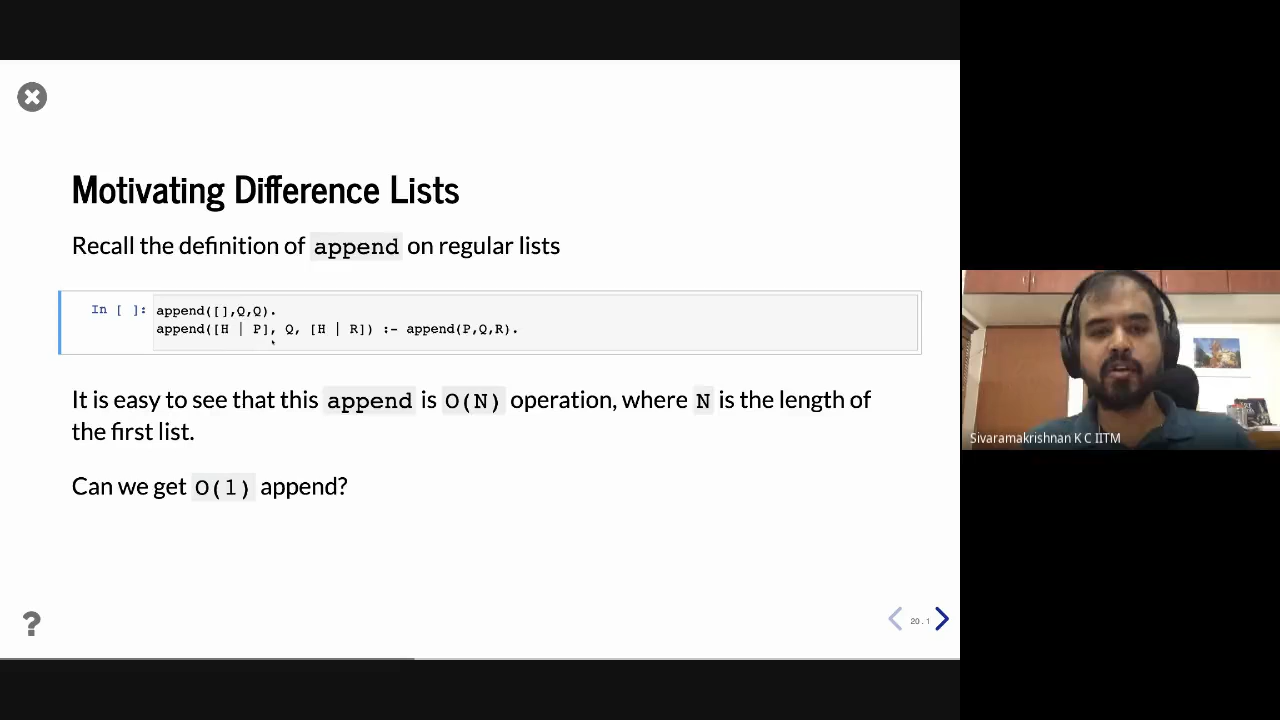 Motivating Difference Lists
Recall the definition of append on regular lists
In [ ]: append([],Q,Q).
append([H | P], Q, [H | R]) :- append(P,Q,R).
It is easy to see that this append is O(N) operation, where N is the length of
the first list.
Can we get O(1) append?
?
20.1
Sivaramakrishnan K C IITM